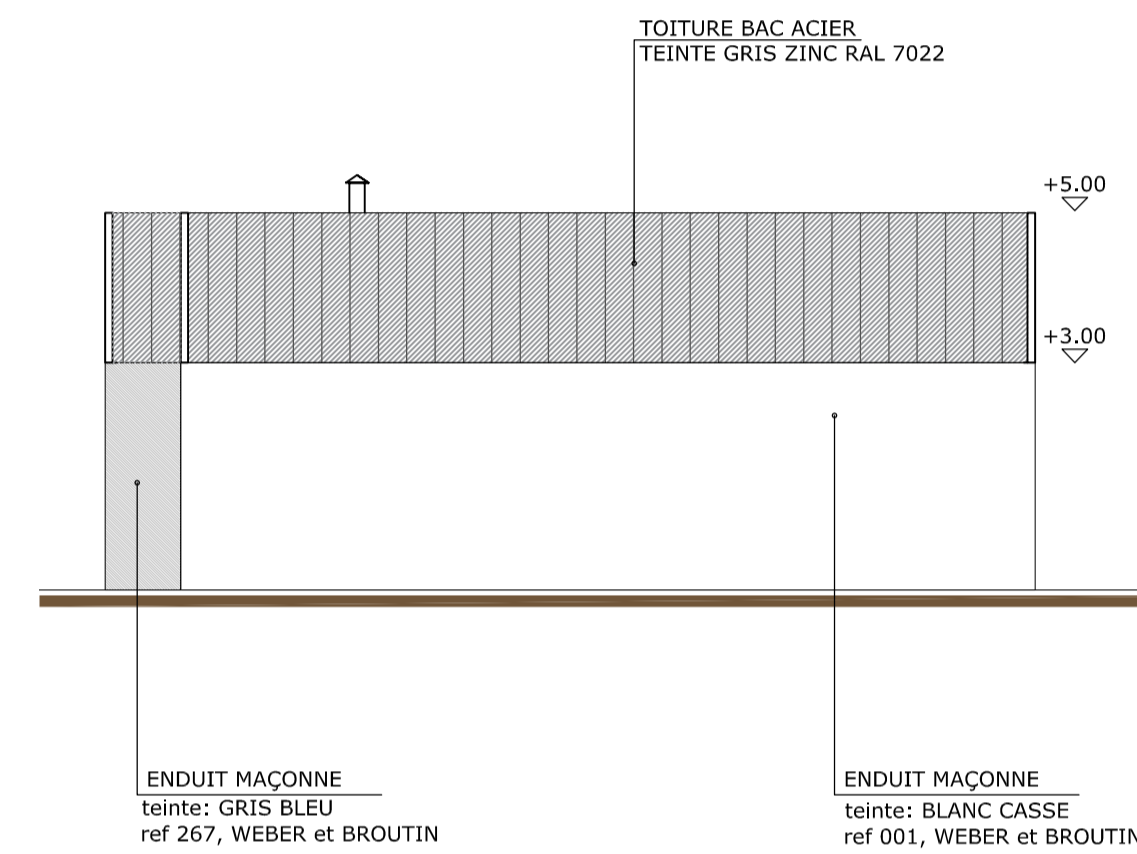 TOITURE BAC ACIER
TEINTE GRIS ZINC RAL 7022
+5.00
+3.00
ENDUIT MAÇONNE
teinte: GRIS BLEU
ref 267, WEBER et BROUTIN
ENDUIT MAÇONNE
teinte: BLANC CASSE
ref 001, WEBER et BROUTIN